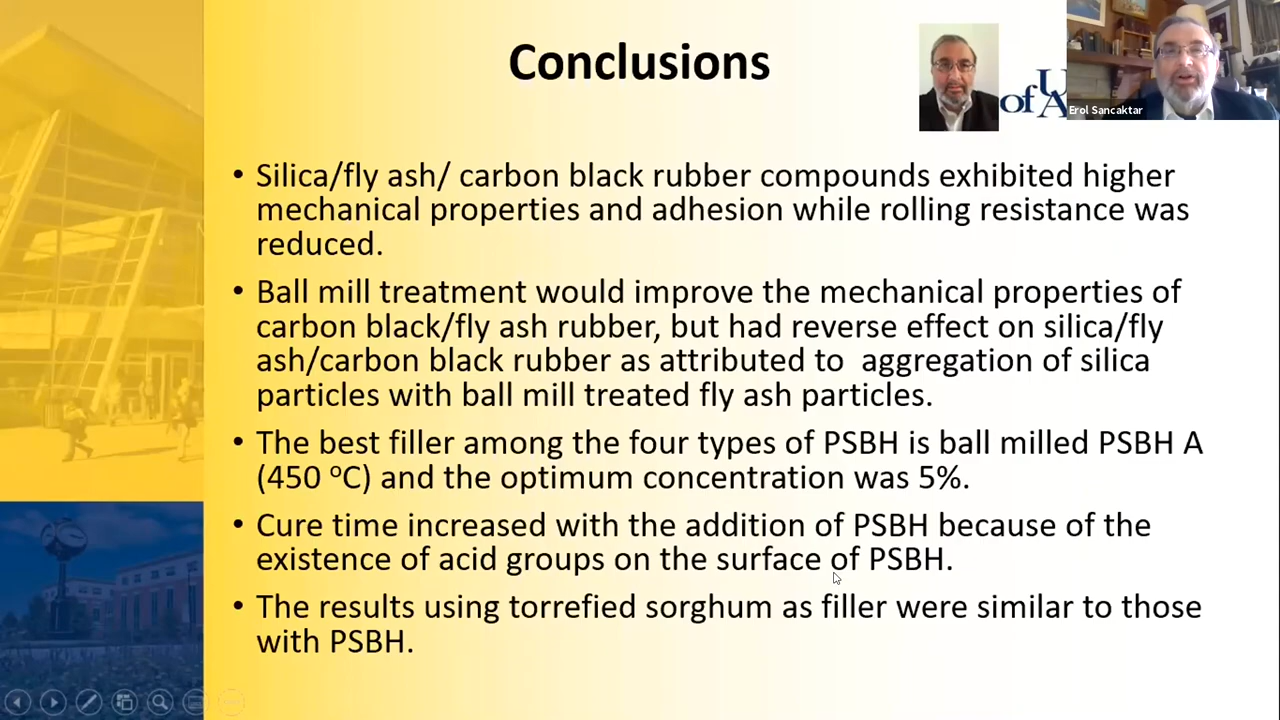 Conclusions
U
of A
Erol Sancaktar
• Silica/fly ash/ carbon black rubber compounds exhibited higher
mechanical properties and adhesion while rolling resistance was
reduced.
• Ball mill treatment would improve the mechanical properties of
carbon black/fly ash rubber, but had reverse effect on silica/fly
ash/carbon black rubber as attributed to  aggregation of silica
particles with ball mill treated fly ash particles.
• The best filler among the four types of PSBH is ball milled PSBH A
(450 ºC) and the optimum concentration was 5%.
• Cure time increased with the addition of PSBH because of the
existence of acid groups on the surface of PSBH.
• The results using torrefied sorghum as filler were similar to those
with PSBH.